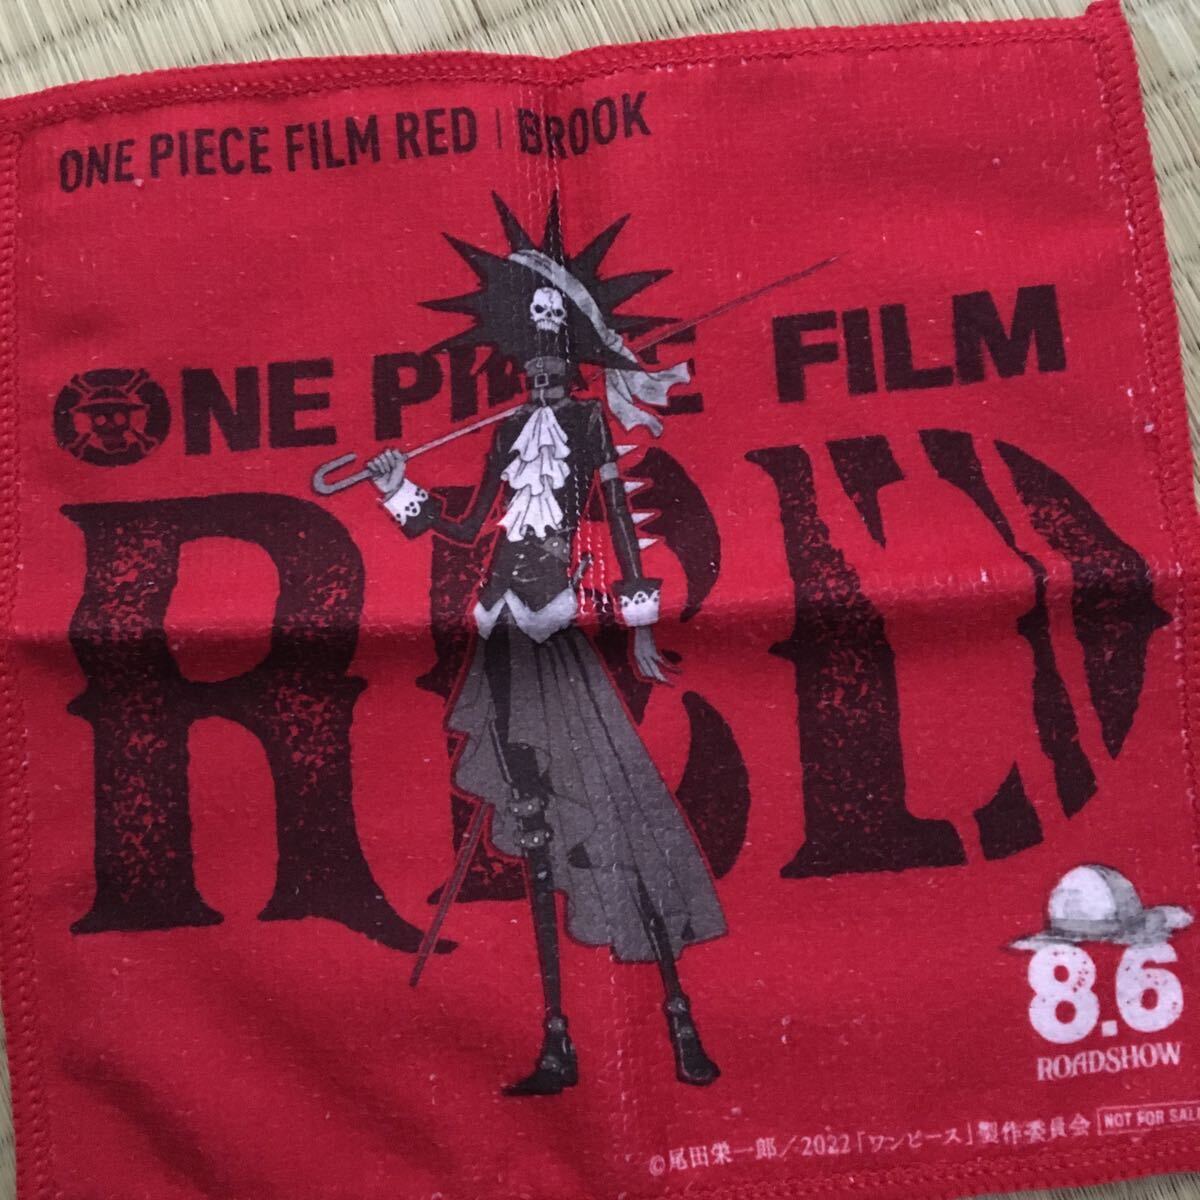 ONE PIECE FILM RED | BROOK
ONE PIECE FILM
RED
8.6
ROADSHOW
©尾田栄一郎／2022「ワンピース」製作委員会 NOT FOR SALE